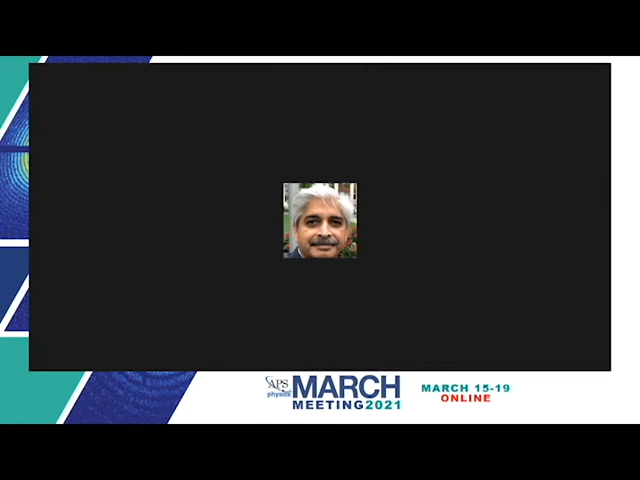 APS
physics
MARCH
MEETING2021
MARCH 15-19
ONLINE